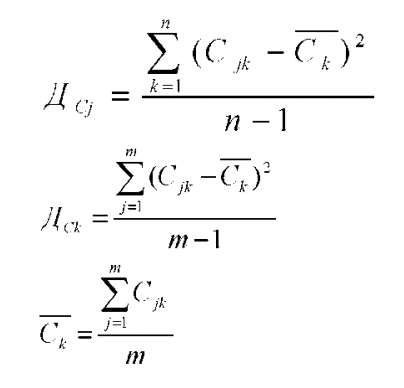 Д_{Cj} = \frac{\sum_{k=1}^{n} (C_{jk} - \overline{C_k})^2}{n-1}
Д_{Ck} = \frac{\sum_{j=1}^{m} (C_{jk} - \overline{C_k})^2}{m-1}
\overline{C_k} = \frac{\sum_{j=1}^{m} C_{jk}}{m}